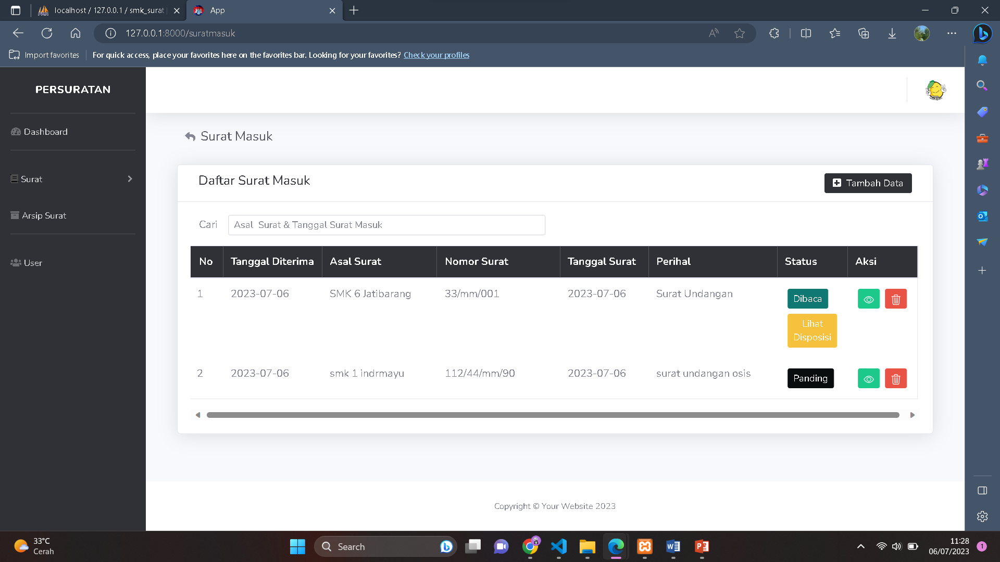 localhost / 127.0.0.1 / smk_surat
App
127.0.0.1:8000/suratmasuk
Import favorites
For quick access, place your favorites here on the favorites bar. Looking for your favorites? Check your profiles
PERSURATAN
Dashboard
Surat
Arsip Surat
User
Surat Masuk
Daftar Surat Masuk
Tambah Data
Cari
Asal Surat & Tanggal Surat Masuk
No Tanggal Diterima Asal Surat Nomor Surat Tanggal Surat Perihal Status Aksi
1 2023-07-06 SMK 6 Jatibarang 33/mm/001 2023-07-06 Surat Undangan Dibaca
Lihat
Disposisi
2 2023-07-06 smk 1 indrmayu 112/44/mm/90 2023-07-06 surat undangan osis Panding
Copyright © Your Website 2023
33°C
Cerah
Search
11:28
06/07/2023
1